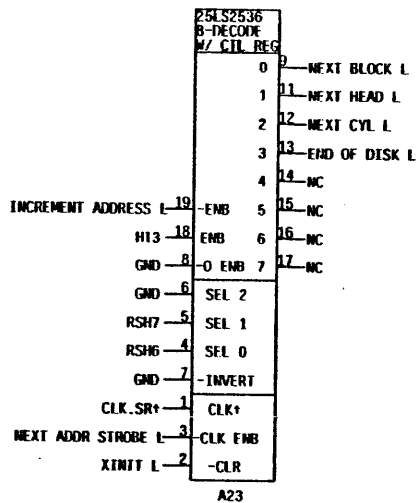 25LS2536
8-DECODE
W/ CTL REG
0 9 NEXT BLOCK L
1 11 NEXT HEAD L
2 12 NEXT CYL L
3 13 END OF DISK L
4 14 NC
INCREMENT ADDRESS L 19 -ENB 5 15 NC
H13 18 ENB 6 16 NC
GND 8 -O ENB 7 17 NC
GND 6 SEL 2
RSH7 5 SEL 1
RSH6 4 SEL 0
GND 7 -INVERT
CLK.SR↑ 1 CLK↑
NEXT ADDR STROBE L 3 -CLK ENB
XINIT L 2 -CLR
A23